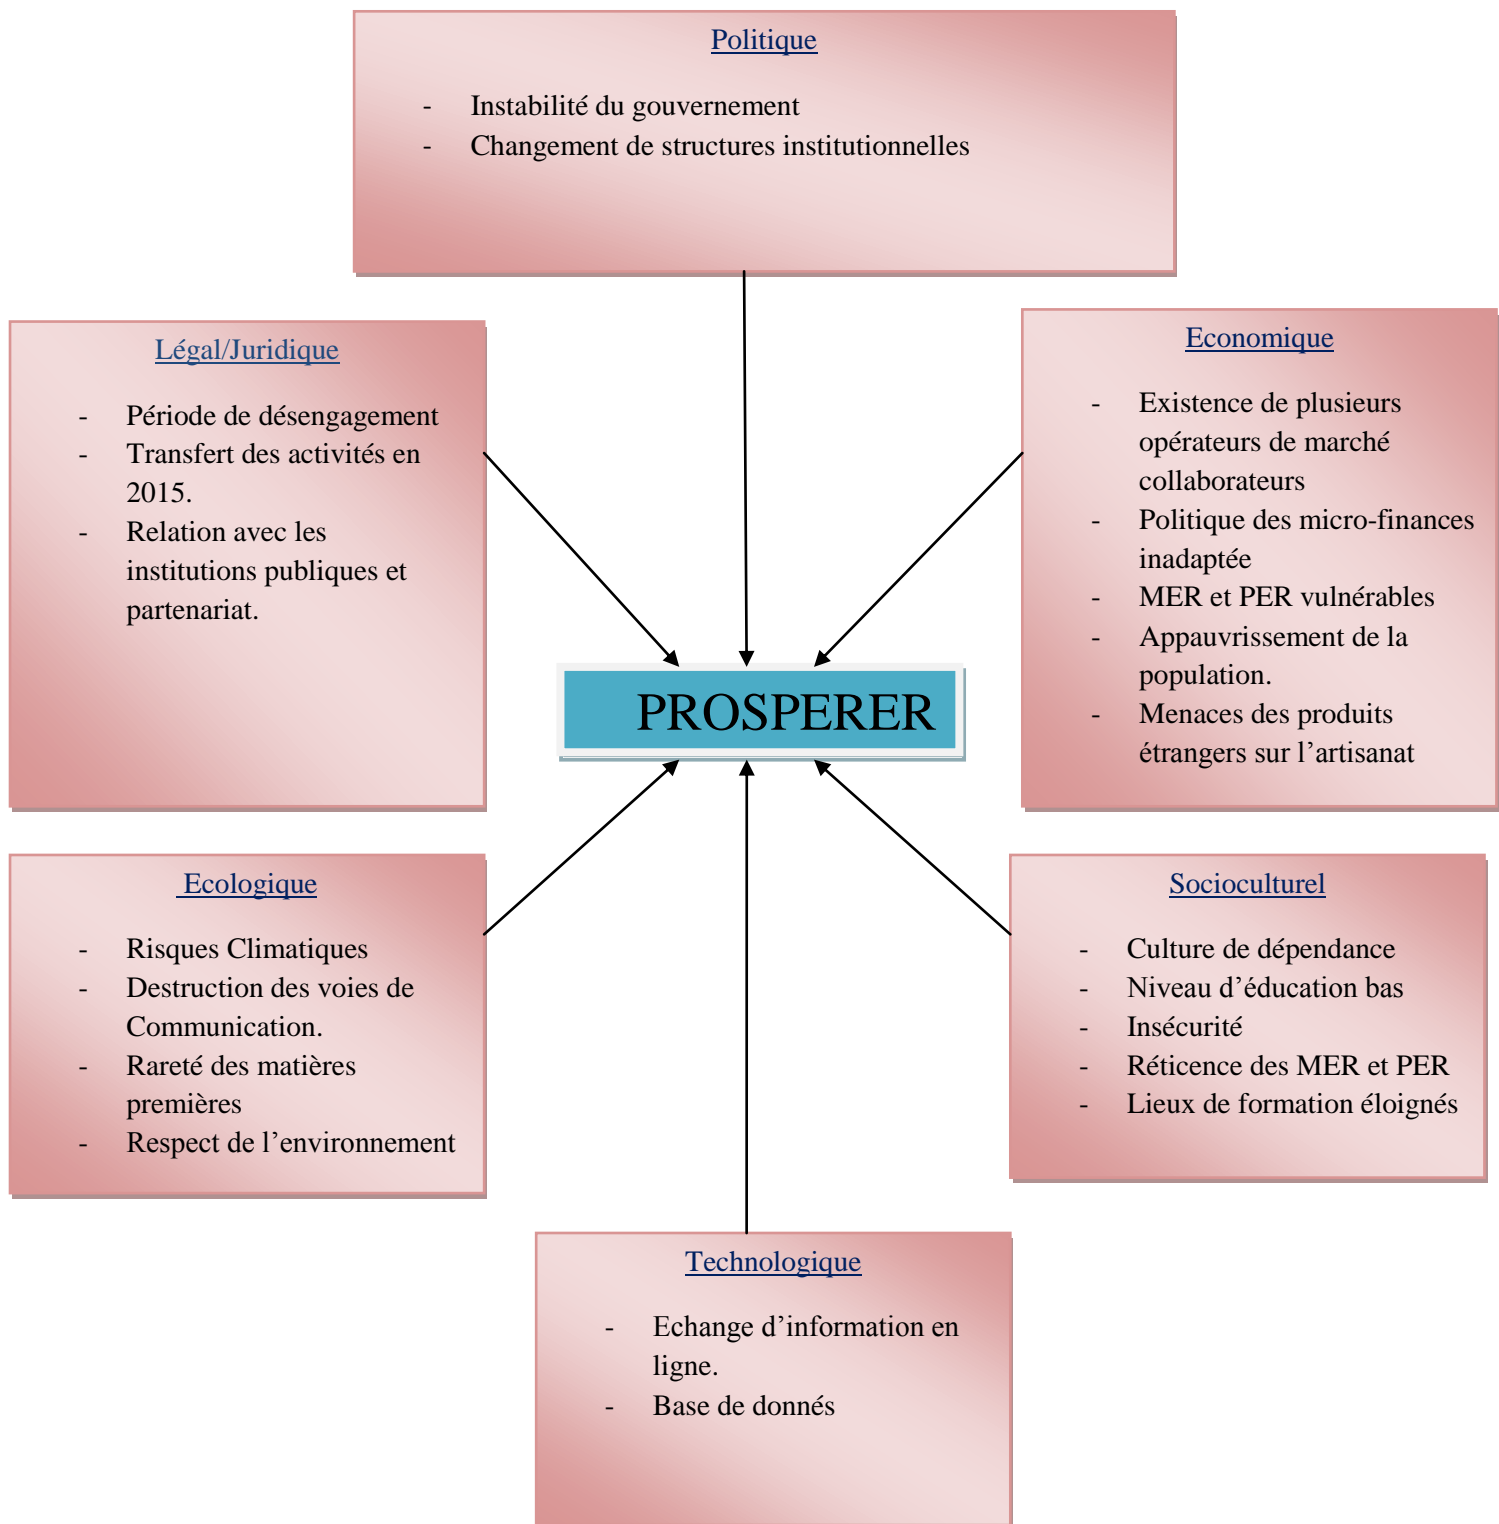 Politique
- Instabilité du gouvernement
- Changement de structures institutionnelles
Légal/Juridique
- Période de désengagement
- Transfert des activités en
2015.
- Relation avec les
institutions publiques et
partenariat.
Economique
- Existence de plusieurs
opérateurs de marché
collaborateurs
- Politique des micro-finances
inadaptée
- MER et PER vulnérables
- Appauvrissement de la
population.
- Menaces des produits
étrangers sur l’artisanat
PROSPERER
Ecologique
- Risques Climatiques
- Destruction des voies de
Communication.
- Rareté des matières
premières
- Respect de l’environnement
Socioculturel
- Culture de dépendance
- Niveau d’éducation bas
- Insécurité
- Réticence des MER et PER
- Lieux de formation éloignés
Technologique
- Echange d’information en
ligne.
- Base de donnés